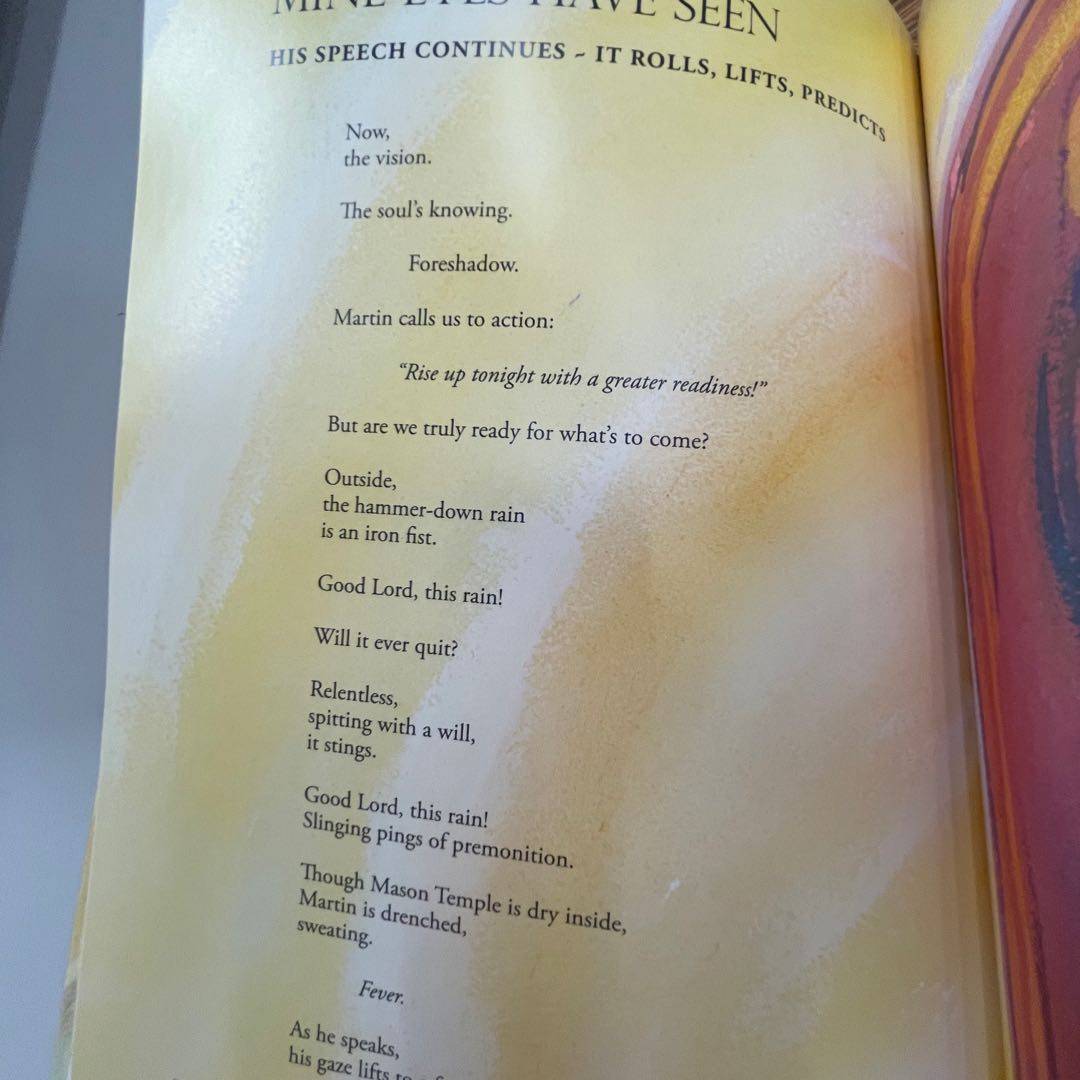 MINE EYES HAVE SEEN
HIS SPEECH CONTINUES ~ IT ROLLS, LIFTS, PREDICTS
Now,
the vision.
The soul's knowing.
Foreshadow.
Martin calls us to action:
“Rise up tonight with a greater readiness!”
But are we truly ready for what's to come?
Outside,
the hammer-down rain
is an iron fist.
Good Lord, this rain!
Will it ever quit?
Relentless,
spitting with a will,
it stings.
Good Lord, this rain!
Slinging pings of premonition.
Though Mason Temple is dry inside,
Martin is drenched,
sweating.
Fever.
As he speaks,
his gaze lifts